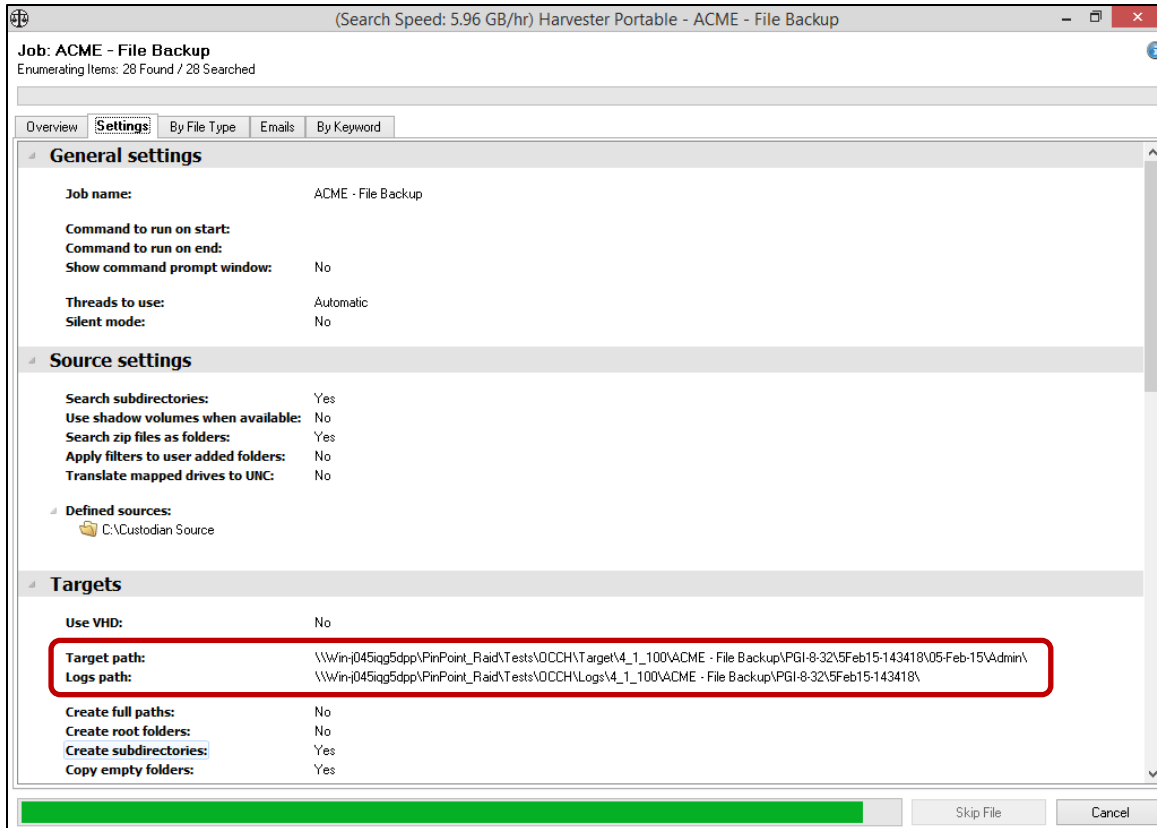 (Search Speed: 5.96 GB/hr) Harvester Portable - ACME - File Backup
Job: ACME - File Backup
Enumerating Items: 28 Found / 28 Searched
Overview Settings By File Type Emails By Keyword
General settings
Job name: ACME - File Backup
Command to run on start:
Command to run on end:
Show command prompt window: No
Threads to use: Automatic
Silent mode: No
Source settings
Search subdirectories: Yes
Use shadow volumes when available: No
Search zip files as folders: Yes
Apply filters to user added folders: No
Translate mapped drives to UNC: No
Defined sources:
C:\Custodian Source
Targets
Use VHD: No
Target path: \\Win-j045iqg5dpp\PinPoint_Raid\Tests\OCCH\Target\4_1_100\ACME - File Backup\PGI-8-32\5Feb15-143418\05-Feb-15\Admin\
Logs path: \\Win-j045iqg5dpp\PinPoint_Raid\Tests\OCCH\Logs\4_1_100\ACME - File Backup\PGI-8-32\5Feb15-143418\
Create full paths: No
Create root folders: No
Create subdirectories: Yes
Copy empty folders: Yes
Skip File Cancel